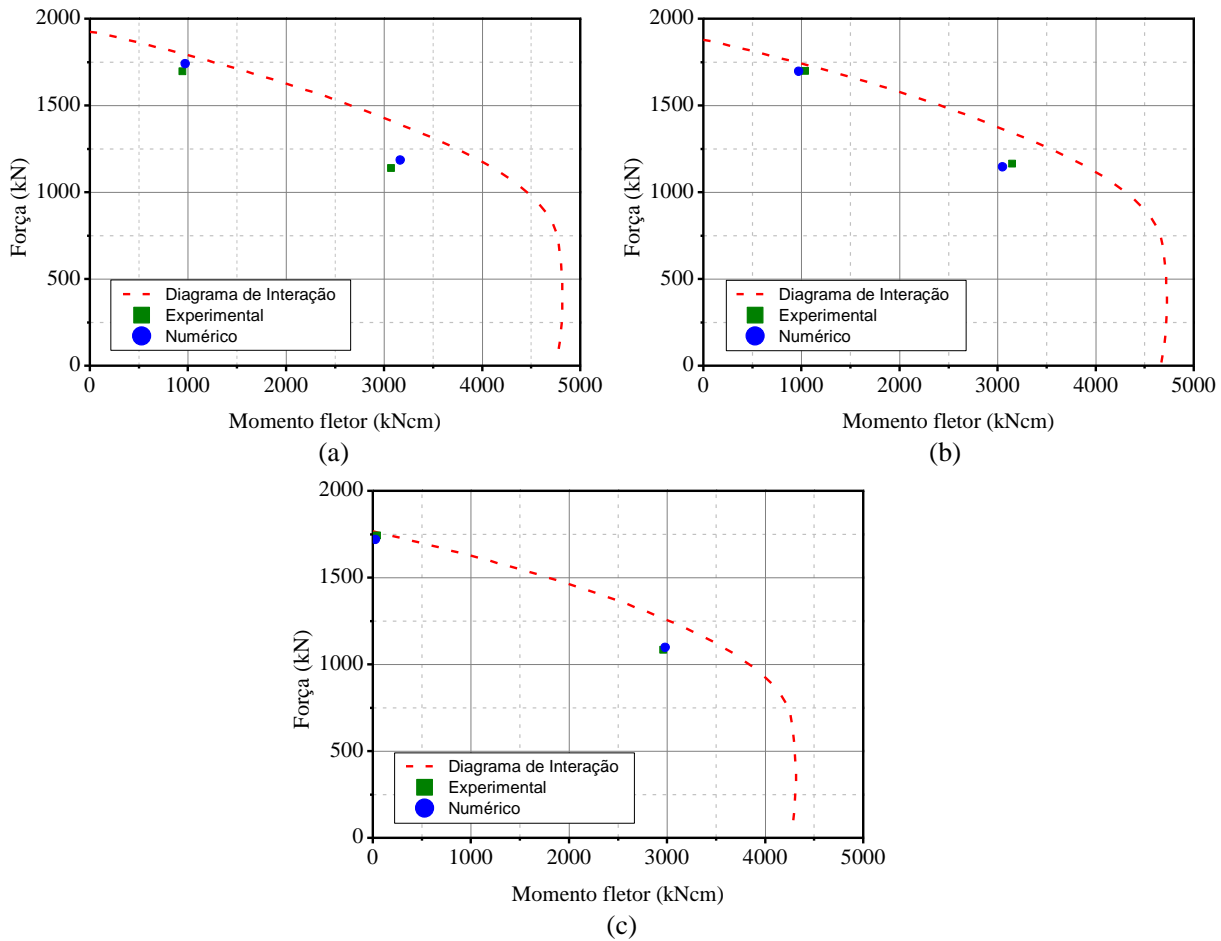 2000
1500
1000
500
0
Força (kN)
Diagrama de Interação
Experimental
Numérico
0 1000 2000 3000 4000 5000
Momento fletor (kNcm)
(a)
2000
1500
1000
500
0
Força (kN)
Diagrama de Interação
Experimental
Numérico
0 1000 2000 3000 4000 5000
Momento fletor (kNcm)
(b)
2000
1500
1000
500
0
Força (kN)
Diagrama de Interação
Experimental
Numérico
0 1000 2000 3000 4000 5000
Momento fletor (kNcm)
(c)